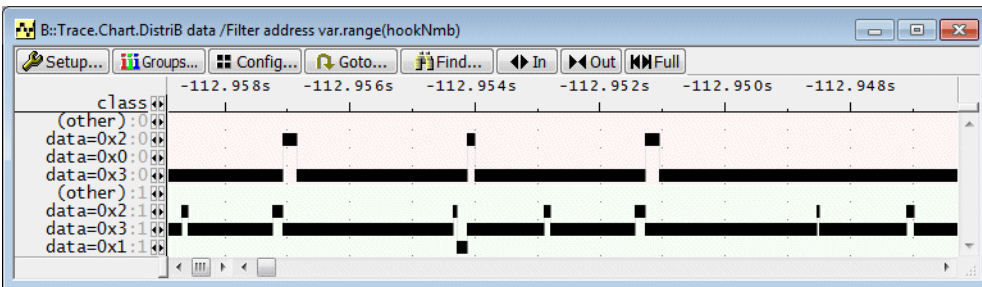 B::Trace.Chart.DistriB data /Filter address var.range(hookNmb)
Setup... Groups... Config... Goto... Find... In Out Full
-112.958s -112.956s -112.954s -112.952s -112.950s -112.948s
class
(other):0
data=0x2:0
data=0x0:0
data=0x3:0
(other):1
data=0x2:1
data=0x3:1
data=0x1:1